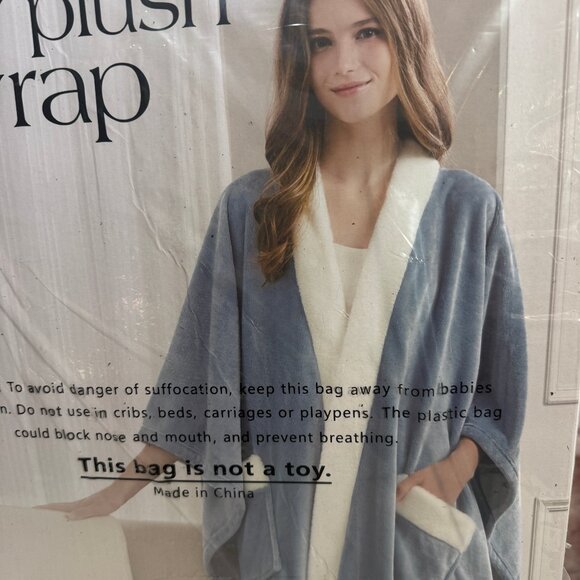 plush
rap
To avoid danger of suffocation, keep this bag away from babies
Do not use in cribs, beds, carriages or playpens. The plastic bag
could block nose and mouth, and prevent breathing.
This bag is not a toy.
Made in China